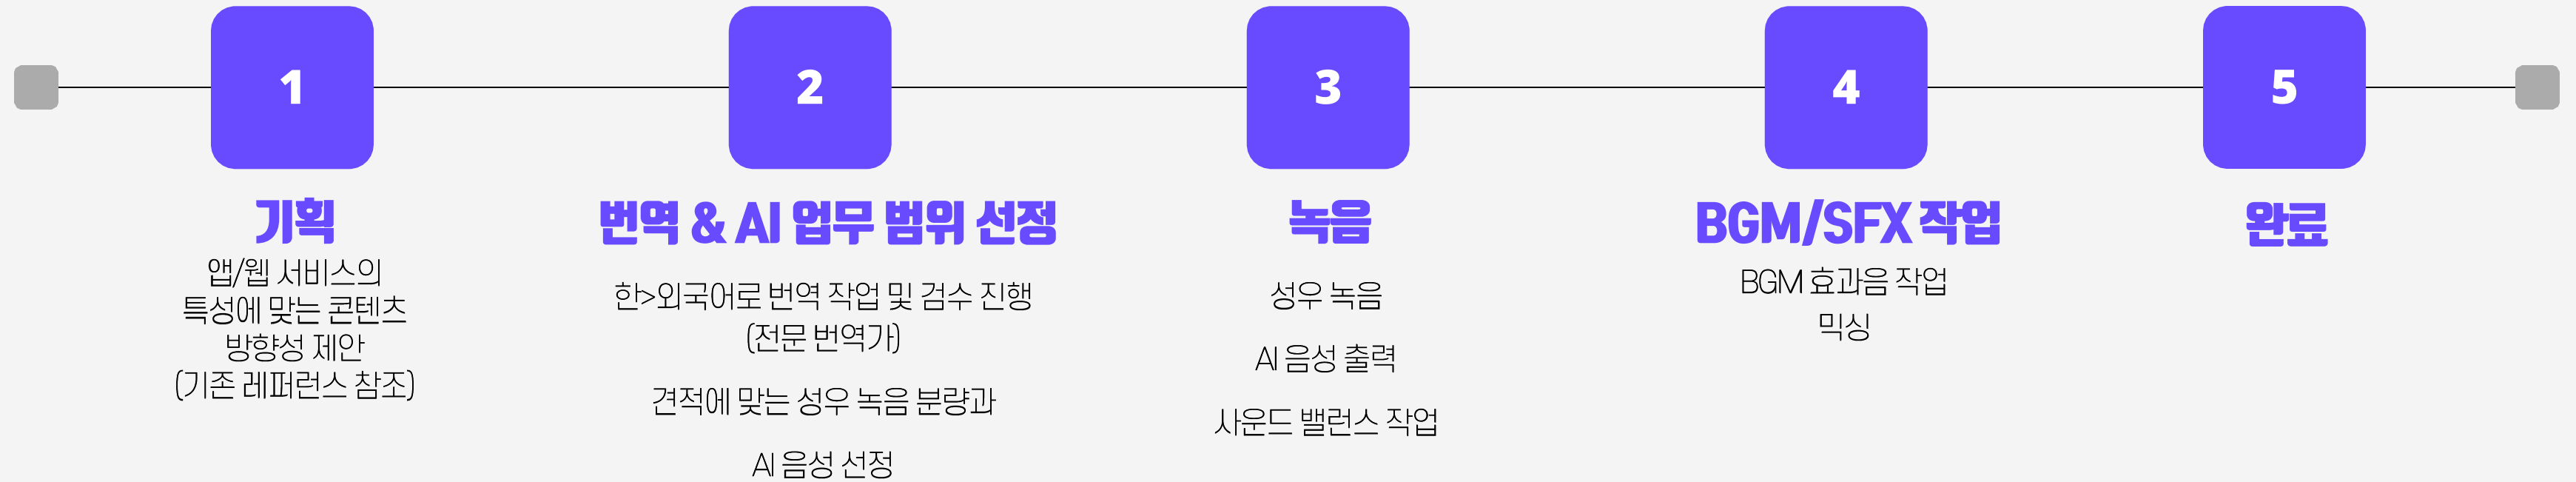 1
기획
앱/웹 서비스의
특성에 맞는 콘텐츠
방향성 제안
(기존 레퍼런스 참조)
2
번역 & AI 업무 범위 선정
한>외국어로 번역 작업 및 검수 진행
(전문 번역가)
견적에 맞는 성우 녹음 분량과
AI 음성 선정
3
녹음
성우 녹음
AI 음성 출력
사운드 밸런스 작업
4
BGM/SFX 작업
BGM 효과음 작업
믹싱
5
완료